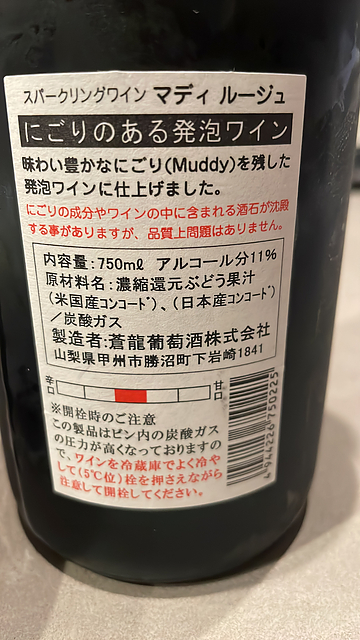 スパークリングワイン マディ ルージュ
にごりのある発泡ワイン
味わい豊かなにごり(Muddy)を残した
発泡ワインに仕上げました。
にごりの成分やワインの中に含まれる酒石が沈殿
する事がありますが、品質上問題はありません。
内容量:750mℓ アルコール分11%
原材料名:濃縮還元ぶどう果汁
(米国産コンコード)、(日本産コンコード)
/炭酸ガス
製造者:蒼龍葡萄酒株式会社
山梨県甲州市勝沼町下岩崎1841
辛口 甘口
※開栓時のご注意
この製品はビン内の炭酸ガス
の圧力が高くなっておりますの
で、ワインを冷蔵庫でよく冷や
して(5℃位)栓を押さえながら
注意して開栓してください。
4 944226 750225